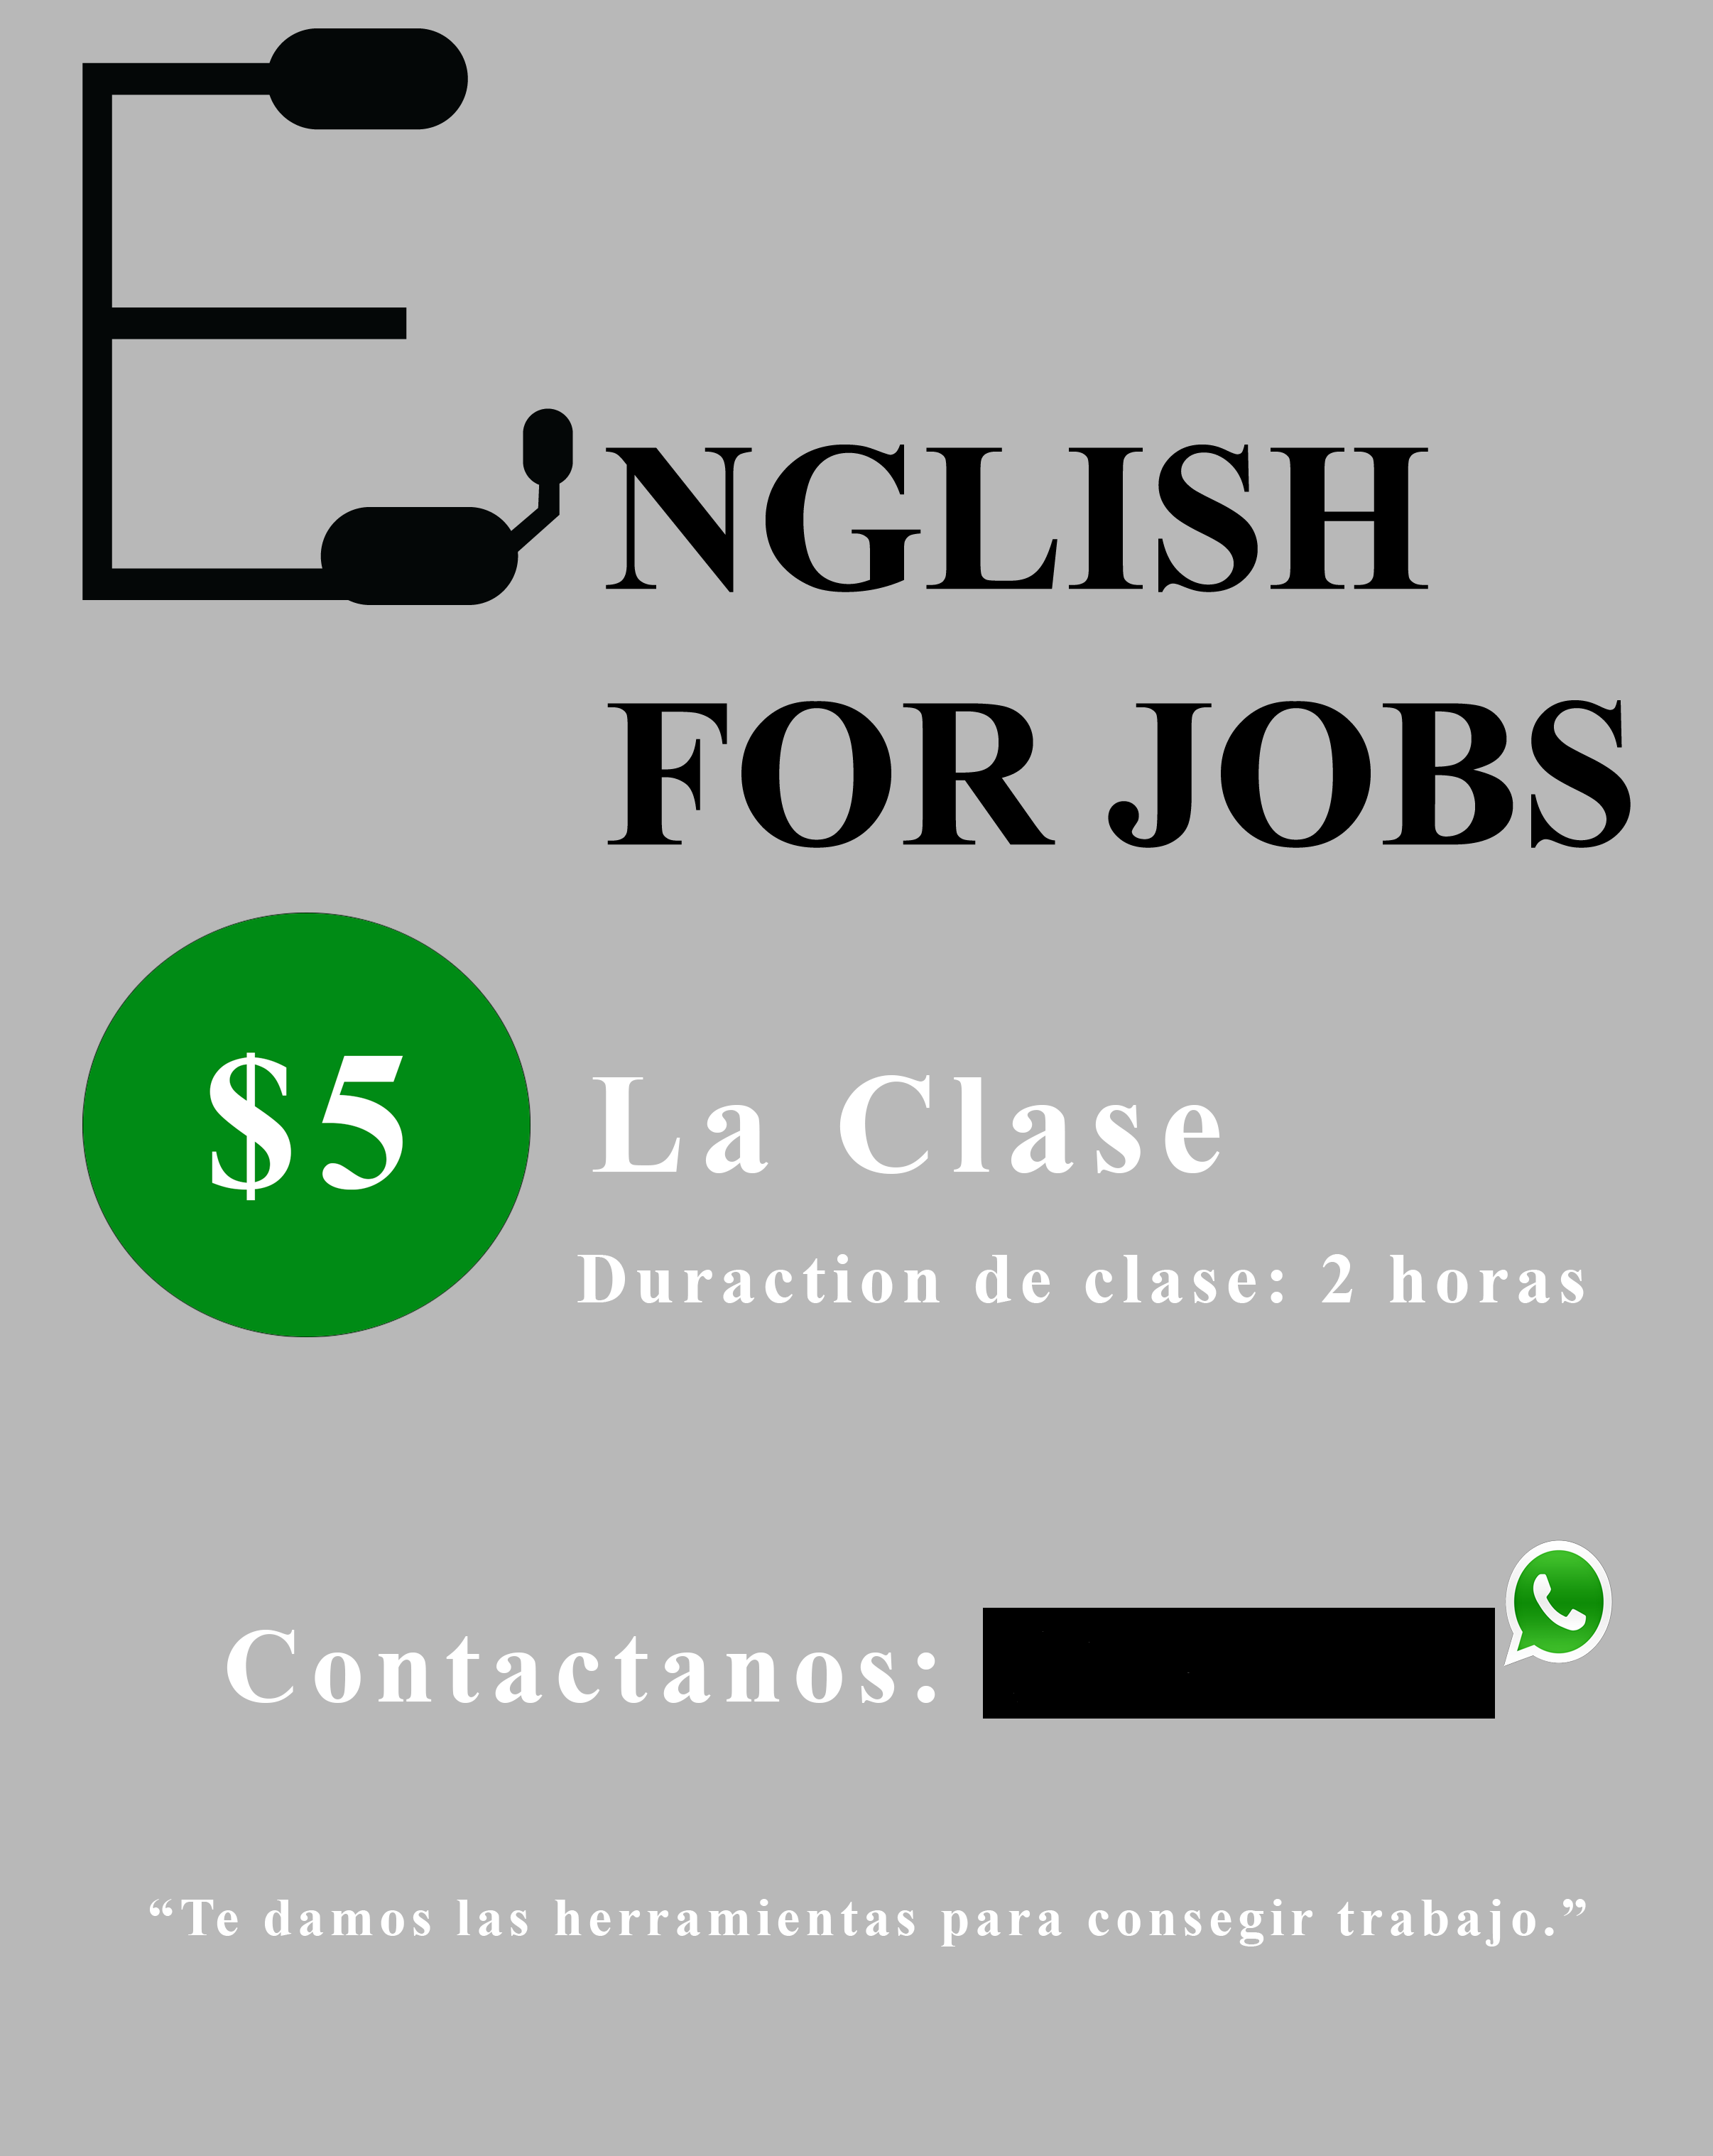 ENGLISH
FOR JOBS
$5
La Clase
Duraction de clase: 2 horas
Contactanos:
“Te damos las herramientas para consegir trabajo.”